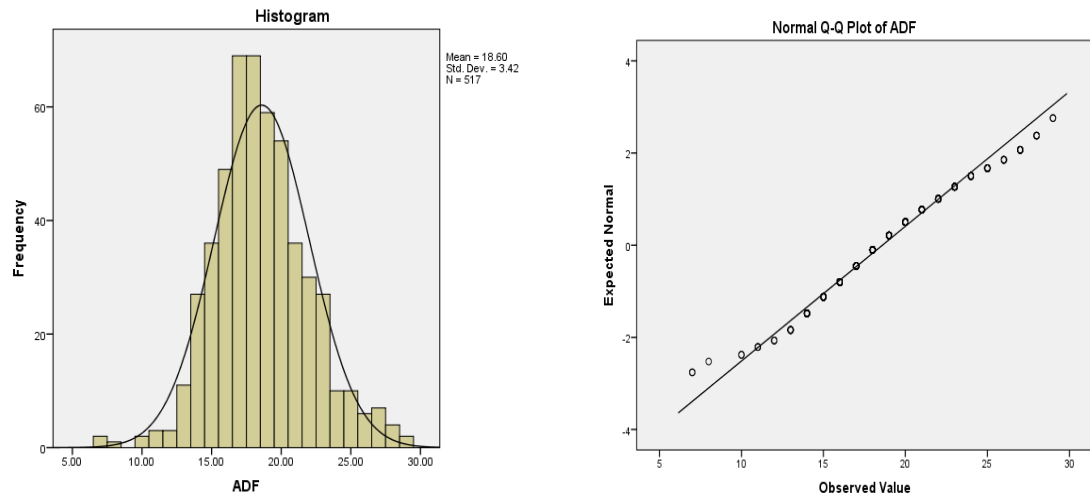 Histogram
Mean = 18.60
Std. Dev. = 3.42
N = 517
Frequency
60
40
20
0
5.00 10.00 15.00 20.00 25.00 30.00
ADF
Normal Q-Q Plot of ADF
Expected Normal
4
2
0
-2
-4
5 10 15 20 25 30
Observed Value